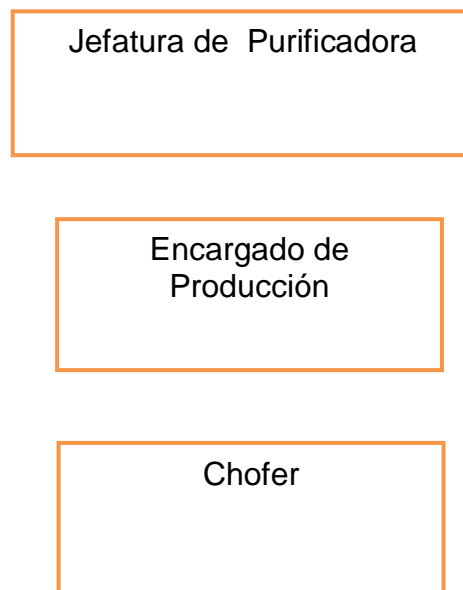 Jefatura de  Purificadora
Encargado de
Producción
Chofer